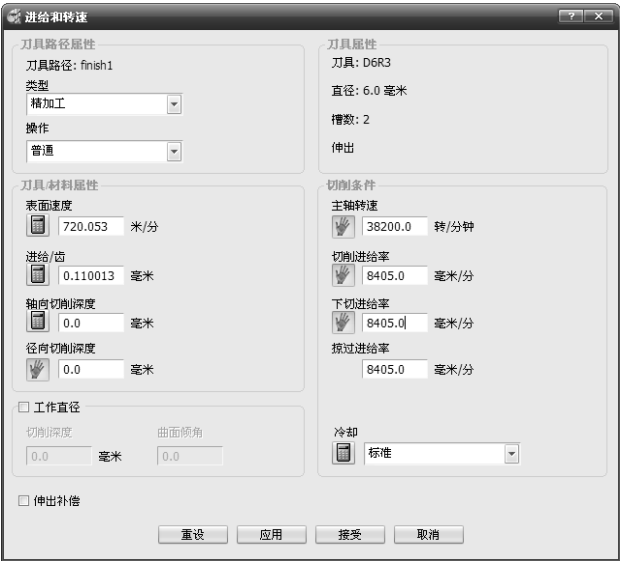 进给和转速
刀具路径属性
刀具路径: finish1
类型
精加工
操作
普通
刀具属性
刀具: D6R3
直径: 6.0 毫米
槽数: 2
伸出
刀具/材料属性
表面速度
720.053 米/分
进给/齿
0.110013 毫米
轴向切削深度
0.0 毫米
径向切削深度
0.0 毫米
切削条件
主轴转速
38200.0 转/分钟
切削进给率
8405.0 毫米/分
下切进给率
8405.0 毫米/分
掠过进给率
8405.0 毫米/分
工作直径
切削深度 曲面倾角
0.0 毫米 0.0
冷却
标准
伸出补偿
重设 应用 接受 取消